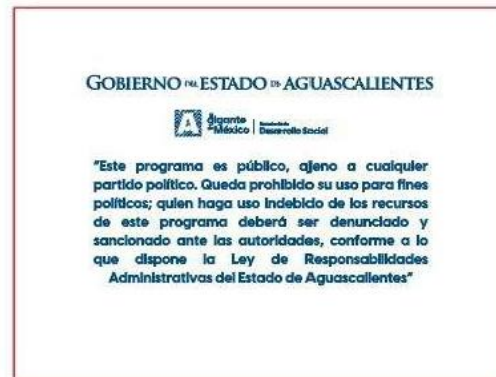 GOBIERNO DEL ESTADO DE AGUASCALIENTES
A gigante
de México
Desarrollo Social
"Este programa es público, ajeno a cualquier
partido político. Queda prohibido su uso para fines
políticos; quien haga uso indebido de los recursos
de este programa deberá ser denunciado y
sancionado ante las autoridades, conforme a lo
que dispone la Ley de Responsabilidades
Administrativas del Estado de Aguascalientes"